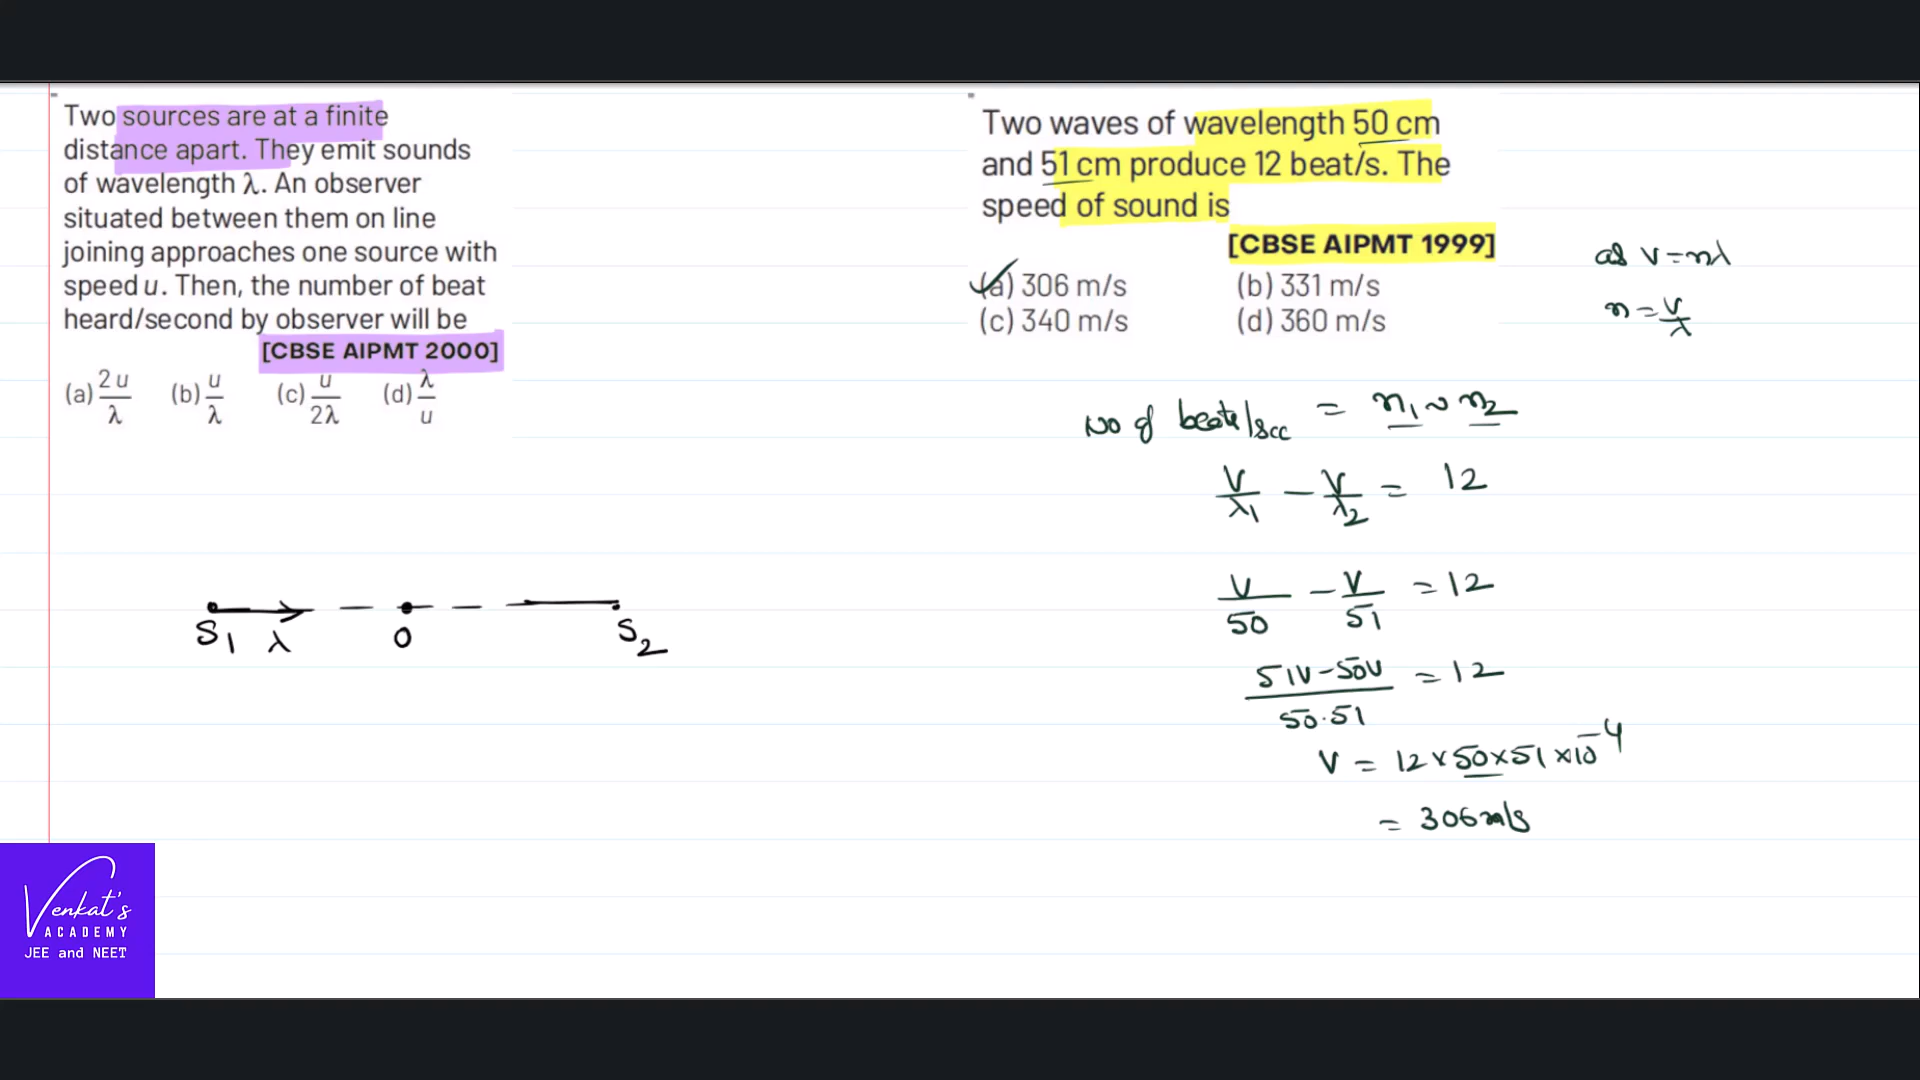 Two sources are at a finite
distance apart. They emit sounds
of wavelength λ. An observer
situated between them on line
joining approaches one source with
speed u. Then, the number of beat
heard/second by observer will be
[CBSE AIPMT 2000]
(a) 2u/λ (b) u/λ (c) u/2λ (d) λ/u
S1 λ O S2
Two waves of wavelength 50 cm
and 51 cm produce 12 beat/s. The
speed of sound is
[CBSE AIPMT 1999]
(a) 306 m/s (b) 331 m/s
(c) 340 m/s (d) 360 m/s
as v=nλ
n = v/λ
No of beats/sec = n1 ~ n2
V/λ1 - V/λ2 = 12
V/50 - V/51 = 12
51V-50V/50.51 = 12
V = 12×50×51×10^-4
= 306 m/s
Venkat's
ACADEMY
JEE and NEET